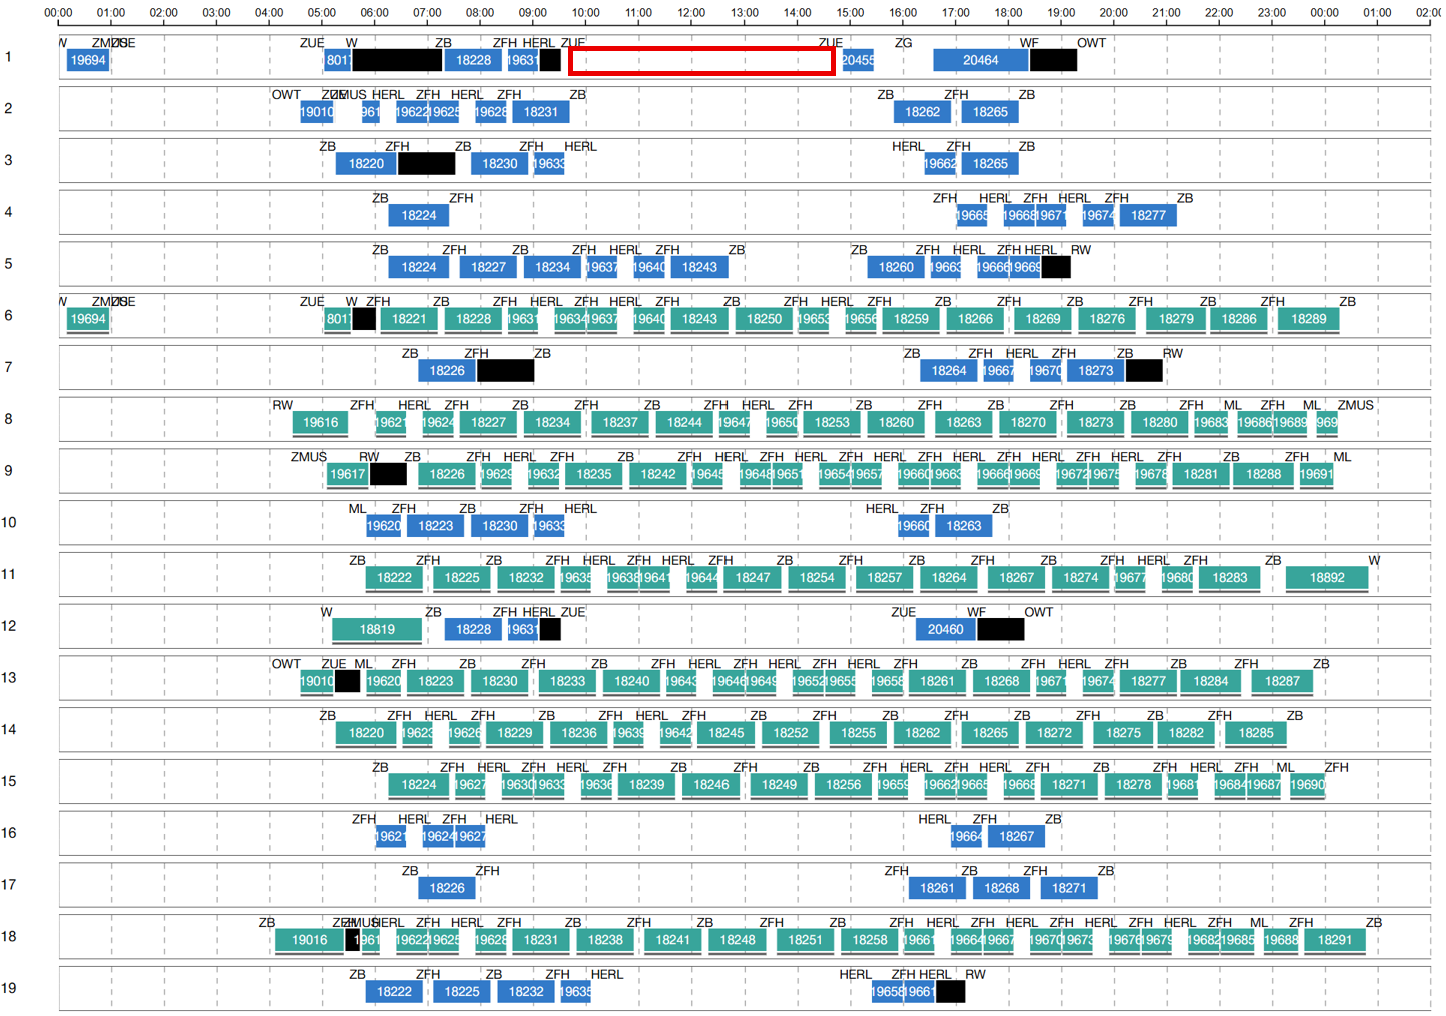 00:00 01:00 02:00 03:00 04:00 05:00 06:00 07:00 08:00 09:00 10:00 11:00 12:00 13:00 14:00 15:00 16:00 17:00 18:00 19:00 20:00 21:00 22:00 23:00 00:00 01:00 02:00
W ZUE W ZB ZFH HERL ZUE ZUE ZG WF OWT
1 19694 8017 18228 19631 20455 20464
OWT ZMUS HERL ZFH HERL ZFH ZB ZB ZFH ZB
2 19010 1961 19622 19625 19628 18231 18262 18265
ZB ZFH ZB ZFH HERL HERL ZFH ZB
3 18220 18230 19633 19662 18265
ZB ZFH ZFH HERL ZFH HERL ZFH ZB
4 18224 19665 19668 19671 19674 18277
ZB ZFH ZB ZFH HERL ZFH ZB ZB ZFH HERL ZFH HERL RW
5 18224 18227 18234 19637 19640 18243 18260 19663 19666 19669
W ZUE W ZFH ZB ZFH HERL ZFH HERL ZFH ZB ZFH HERL ZFH ZB ZFH ZB ZFH ZB ZFH ZB
6 19694 8017 18221 18228 19631 19634 19637 19640 18243 18250 19653 19656 18259 18266 18269 18276 18279 18286 18289
ZB ZFH ZB ZB ZFH HERL ZFH ZB RW
7 18226 18264 19667 19670 18273
RW ZFH HERL ZFH ZB ZFH ZB ZFH HERL ZFH ZB ZFH ZB ZFH ZB ZFH ML ZFH ML ZMUS
8 19616 19621 19624 18227 18234 18237 18244 19647 19650 18253 18260 18263 18270 18273 18280 19683 19686 19689 969
ZMUS RW ZB ZFH HERL ZFH ZB ZFH HERL ZFH HERL ZFH HERL ZFH HERL ZFH HERL ZFH HERL ZFH ZB ZFH ML
9 19617 18226 19629 19632 18235 18242 19645 19648 19651 19654 19657 19660 19663 19666 19669 19672 19675 19678 18281 18288 19691
ML ZFH ZB ZFH HERL HERL ZFH ZB
10 19620 18223 18230 19633 19660 18263
ZB ZFH ZB ZFH HERL ZFH HERL ZFH ZB ZFH ZB ZFH ZB ZFH HERL ZFH ZB W
11 18222 18225 18232 19635 19638 19641 19644 18247 18254 18257 18264 18267 18274 19677 19680 18283 18892
W ZB ZFH HERL ZUE ZUE WF OWT
12 18819 18228 19631 20460
OWT ZUE ML ZFH ZB ZFH ZB ZFH HERL ZFH HERL ZFH HERL ZFH ZB ZFH HERL ZFH ZB ZFH ZB
13 19010 19620 18223 18230 18233 18240 19643 19646 19649 19652 19655 19658 18261 18268 19671 19674 18277 18284 18287
ZB ZFH HERL ZFH ZB ZFH HERL ZFH ZB ZFH ZB ZFH ZB ZFH ZB ZFH ZB
14 18220 19623 19626 18229 18236 19639 19642 18245 18252 18255 18262 18265 18272 18275 18282 18285
ZB ZFH HERL ZFH HERL ZFH ZB ZFH ZB ZFH HERL ZFH HERL ZFH ZB ZFH HERL ZFH ML ZFH
15 18224 19627 19630 19633 19636 18239 18246 18249 18256 19659 19662 19665 19668 18271 18278 19681 19684 19687 19690
ZFH HERL ZFH HERL HERL ZFH ZB
16 19621 19624 19627 19664 18267
ZB ZFH ZFH ZB ZFH ZB
17 18226 18261 18268 18271
ZB HERL ZFH HERL ZFH ZB ZFH ZB ZFH ZB ZFH HERL ZFH HERL ZFH HERL ZFH HERL ZFH ML ZFH ZB
18 19016 1961 19622 19625 19628 18231 18238 18241 18248 18251 18258 19661 19664 19667 19670 19673 19676 19679 19682 19685 19688 18291
ZB ZFH ZB ZFH HERL HERL ZFH HERL RW
19 18222 18225 18232 19635 19658 19661